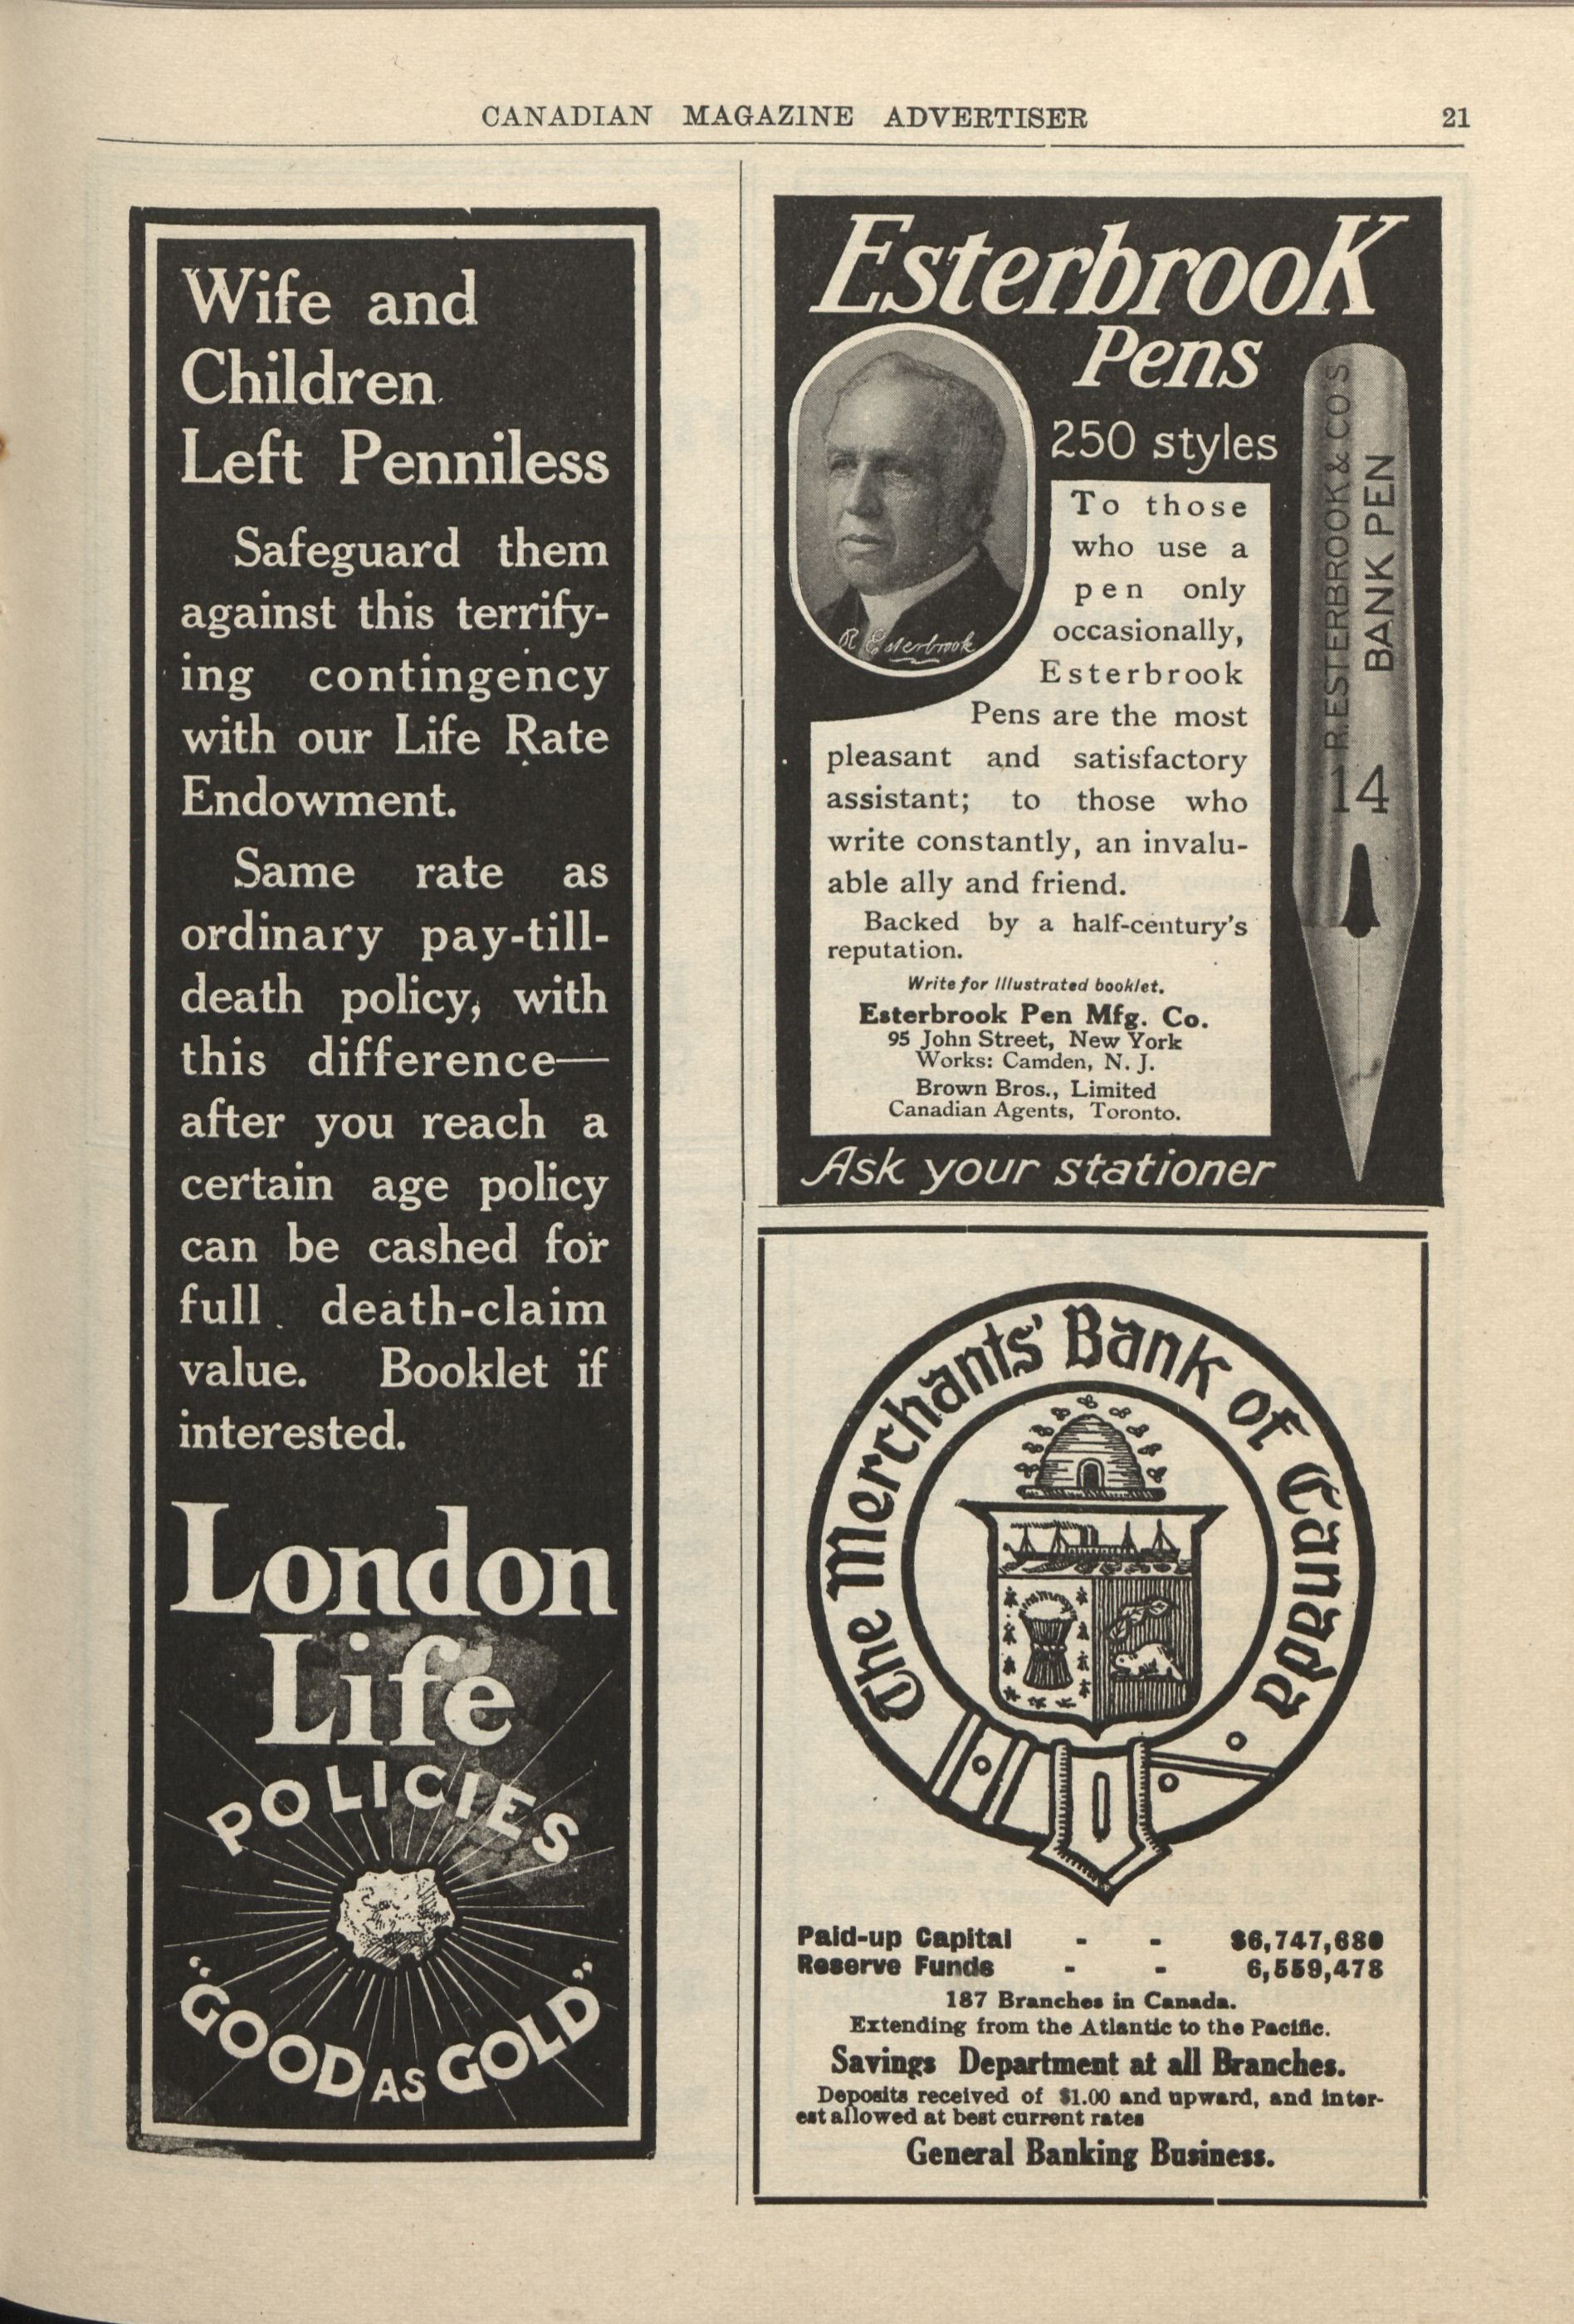 CANADIAN MAGAZINE ADVERTISER
21
Wife and
Children
Left Penniless
Safeguard them
against this terrify-
ing contingency
with our Life Rate
Endowment.
Same rate as
ordinary pay-till-
death policy, with
this difference—
after you reach a
certain age policy
can be cashed for
full death-claim
value. Booklet if
interested.
London
Life
POLICIES
"GOOD AS GOLD"
Esterbrook
Pens
250 styles
R Esterbrook
To those
who use a
pen only
occasionally,
Esterbrook
Pens are the most
pleasant and satisfactory
assistant; to those who
write constantly, an invalu-
able ally and friend.
Backed by a half-century's
reputation.
Write for Illustrated booklet.
Esterbrook Pen Mfg. Co.
95 John Street, New York
Works: Camden, N. J.
Brown Bros., Limited
Canadian Agents, Toronto.
R. ESTERBROOK & CO'S
BANK PEN
14
Ask your stationer
The Merchants' Bank of Canada
Paid-up Capital - - $6,747,680
Reserve Funds - - 6,559,478
187 Branches in Canada.
Extending from the Atlantic to the Pacific.
Savings Department at all Branches.
Deposits received of $1.00 and upward, and inter-
est allowed at best current rates
General Banking Business.